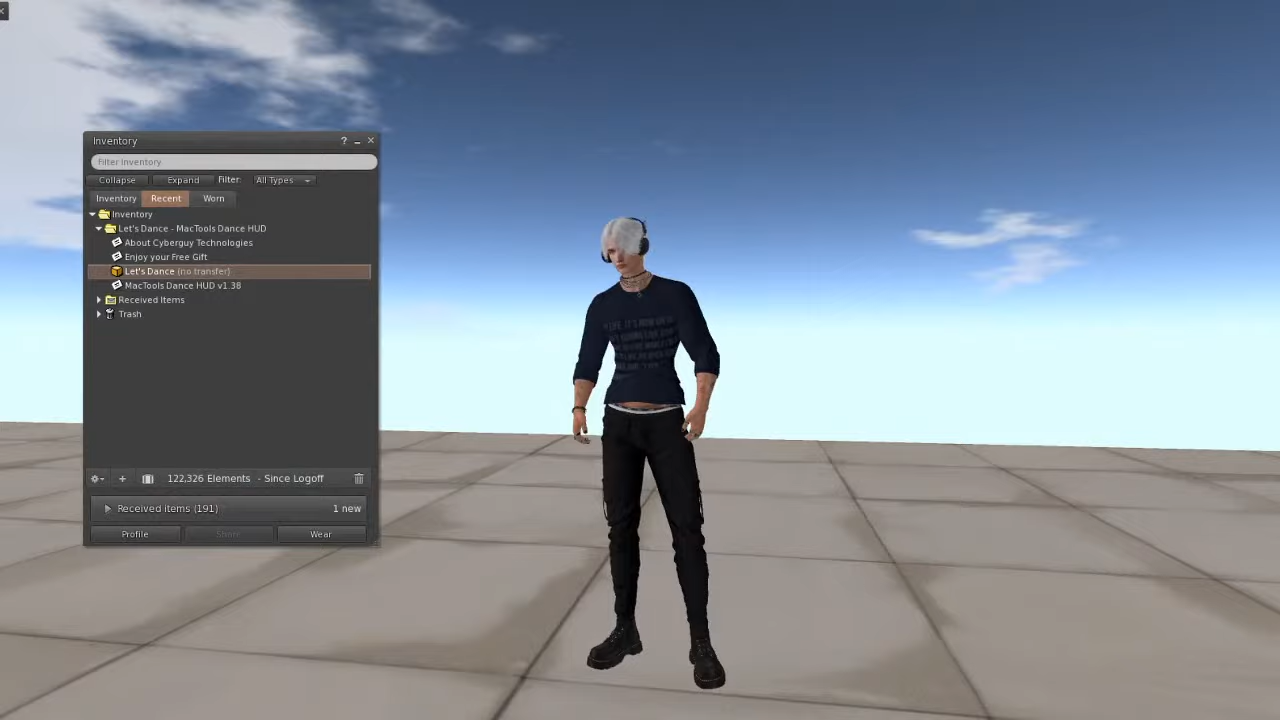 Inventory
Filter Inventory
Collapse Expand Filter: All Types
Inventory Recent Worn
Inventory
Let's Dance - MacTools Dance HUD
About Cyberguy Technologies
Enjoy your Free Gift
Let's Dance (no transfer)
MacTools Dance HUD v1.38
Received Items
Trash
122,326 Elements - Since Logoff
Received items (191) 1 new
Profile Share Wear